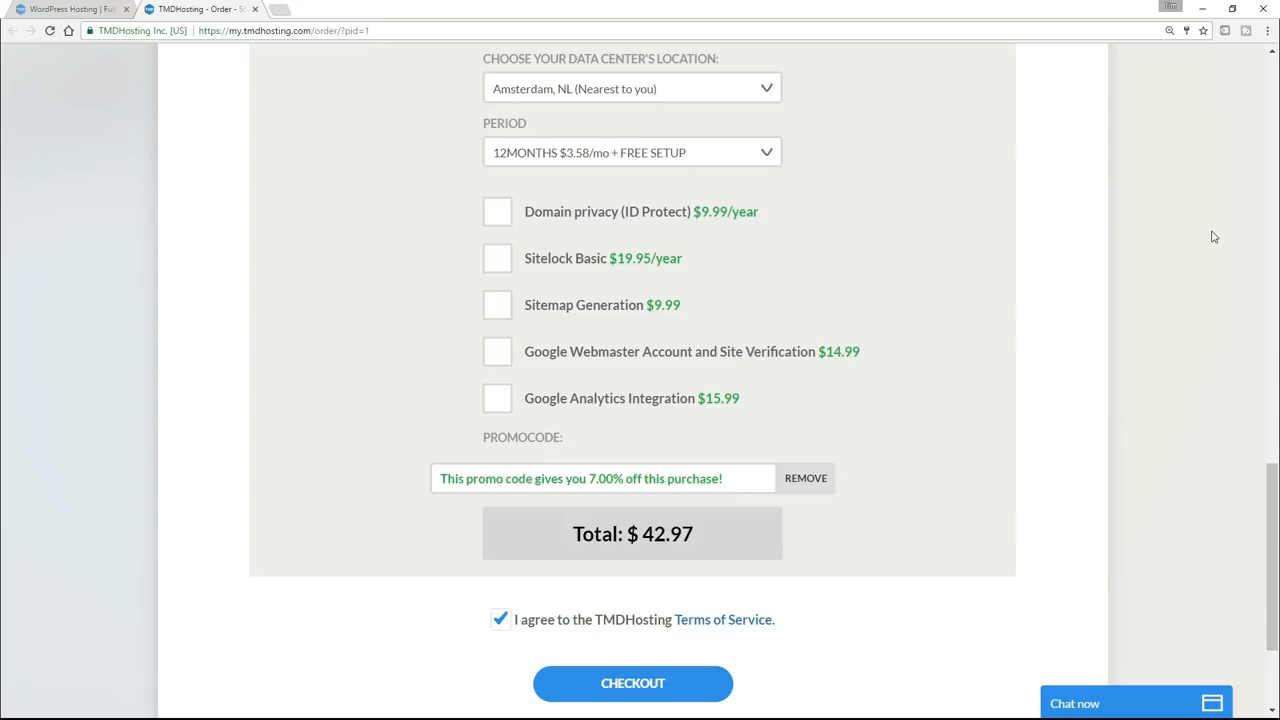 WordPress Hosting | Full
TMDHosting - Order - S
Tim
TMDHosting Inc. [US]
https://my.tmdhosting.com/order/?pid=1
CHOOSE YOUR DATA CENTER'S LOCATION:
Amsterdam, NL (Nearest to you)
PERIOD
12MONTHS $3.58/mo + FREE SETUP
Domain privacy (ID Protect) $9.99/year
Sitelock Basic $19.95/year
Sitemap Generation $9.99
Google Webmaster Account and Site Verification $14.99
Google Analytics Integration $15.99
PROMOCODE:
This promo code gives you 7.00% off this purchase!
REMOVE
Total: $ 42.97
I agree to the TMDHosting Terms of Service.
CHECKOUT
Chat now